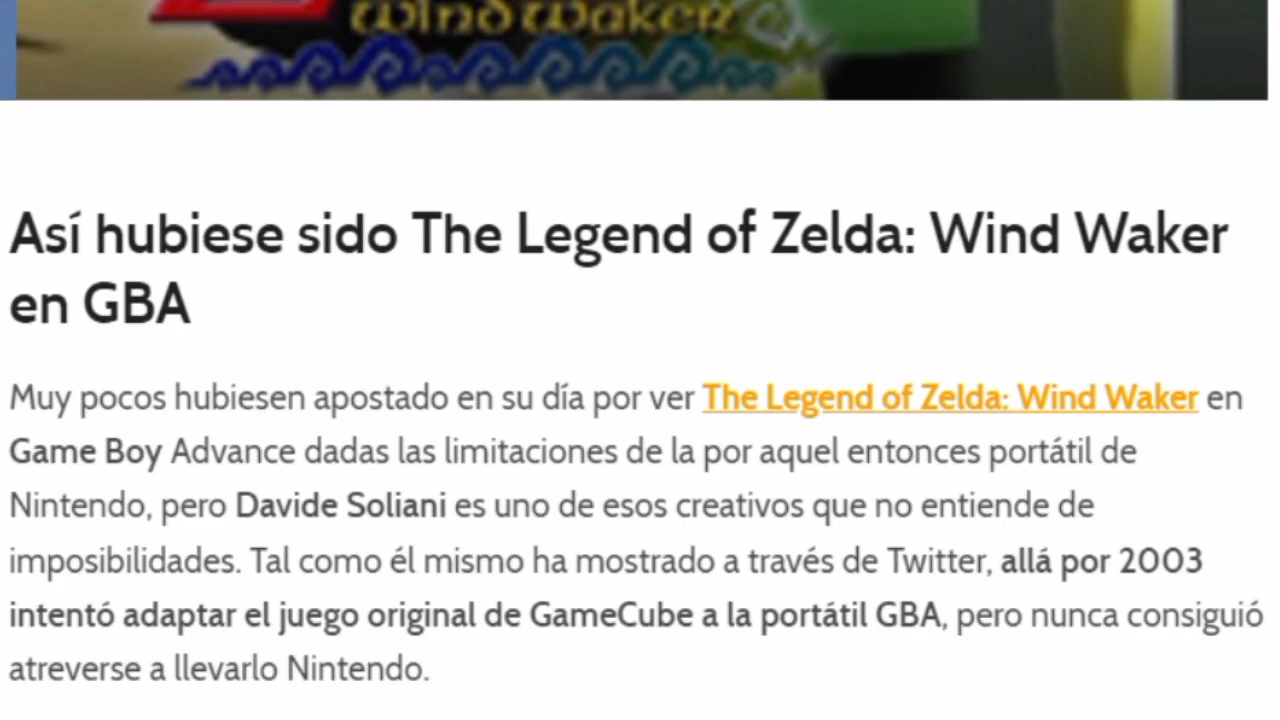 Wind Waker
Así hubiese sido The Legend of Zelda: Wind Waker
en GBA
Muy pocos hubiesen apostado en su día por ver The Legend of Zelda: Wind Waker en
Game Boy Advance dadas las limitaciones de la por aquel entonces portátil de
Nintendo, pero Davide Soliani es uno de esos creativos que no entiende de
imposibilidades. Tal como él mismo ha mostrado a través de Twitter, allá por 2003
intentó adaptar el juego original de GameCube a la portátil GBA, pero nunca consiguió
atreverse a llevarlo Nintendo.